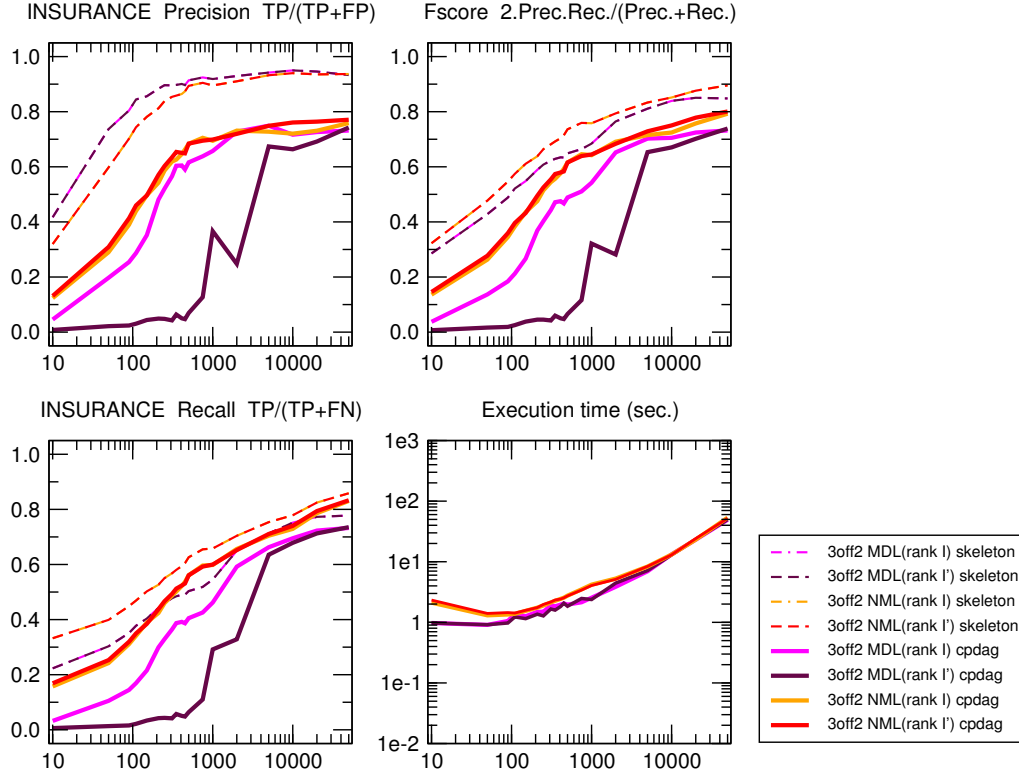 INSURANCE Precision TP/(TP+FP)
1.0
0.8
0.6
0.4
0.2
0.0
10 100 1000 10000
Fscore 2.Prec.Rec./(Prec.+Rec.)
1.0
0.8
0.6
0.4
0.2
0.0
10 100 1000 10000
INSURANCE Recall TP/(TP+FN)
1.0
0.8
0.6
0.4
0.2
0.0
10 100 1000 10000
Execution time (sec.)
1e3
1e+2
1e+1
1
1e-1
1e-2
10 100 1000 10000
3off2 MDL(rank I) skeleton
3off2 MDL(rank I') skeleton
3off2 NML(rank I) skeleton
3off2 NML(rank I') skeleton
3off2 MDL(rank I) cpdag
3off2 MDL(rank I') cpdag
3off2 NML(rank I) cpdag
3off2 NML(rank I') cpdag